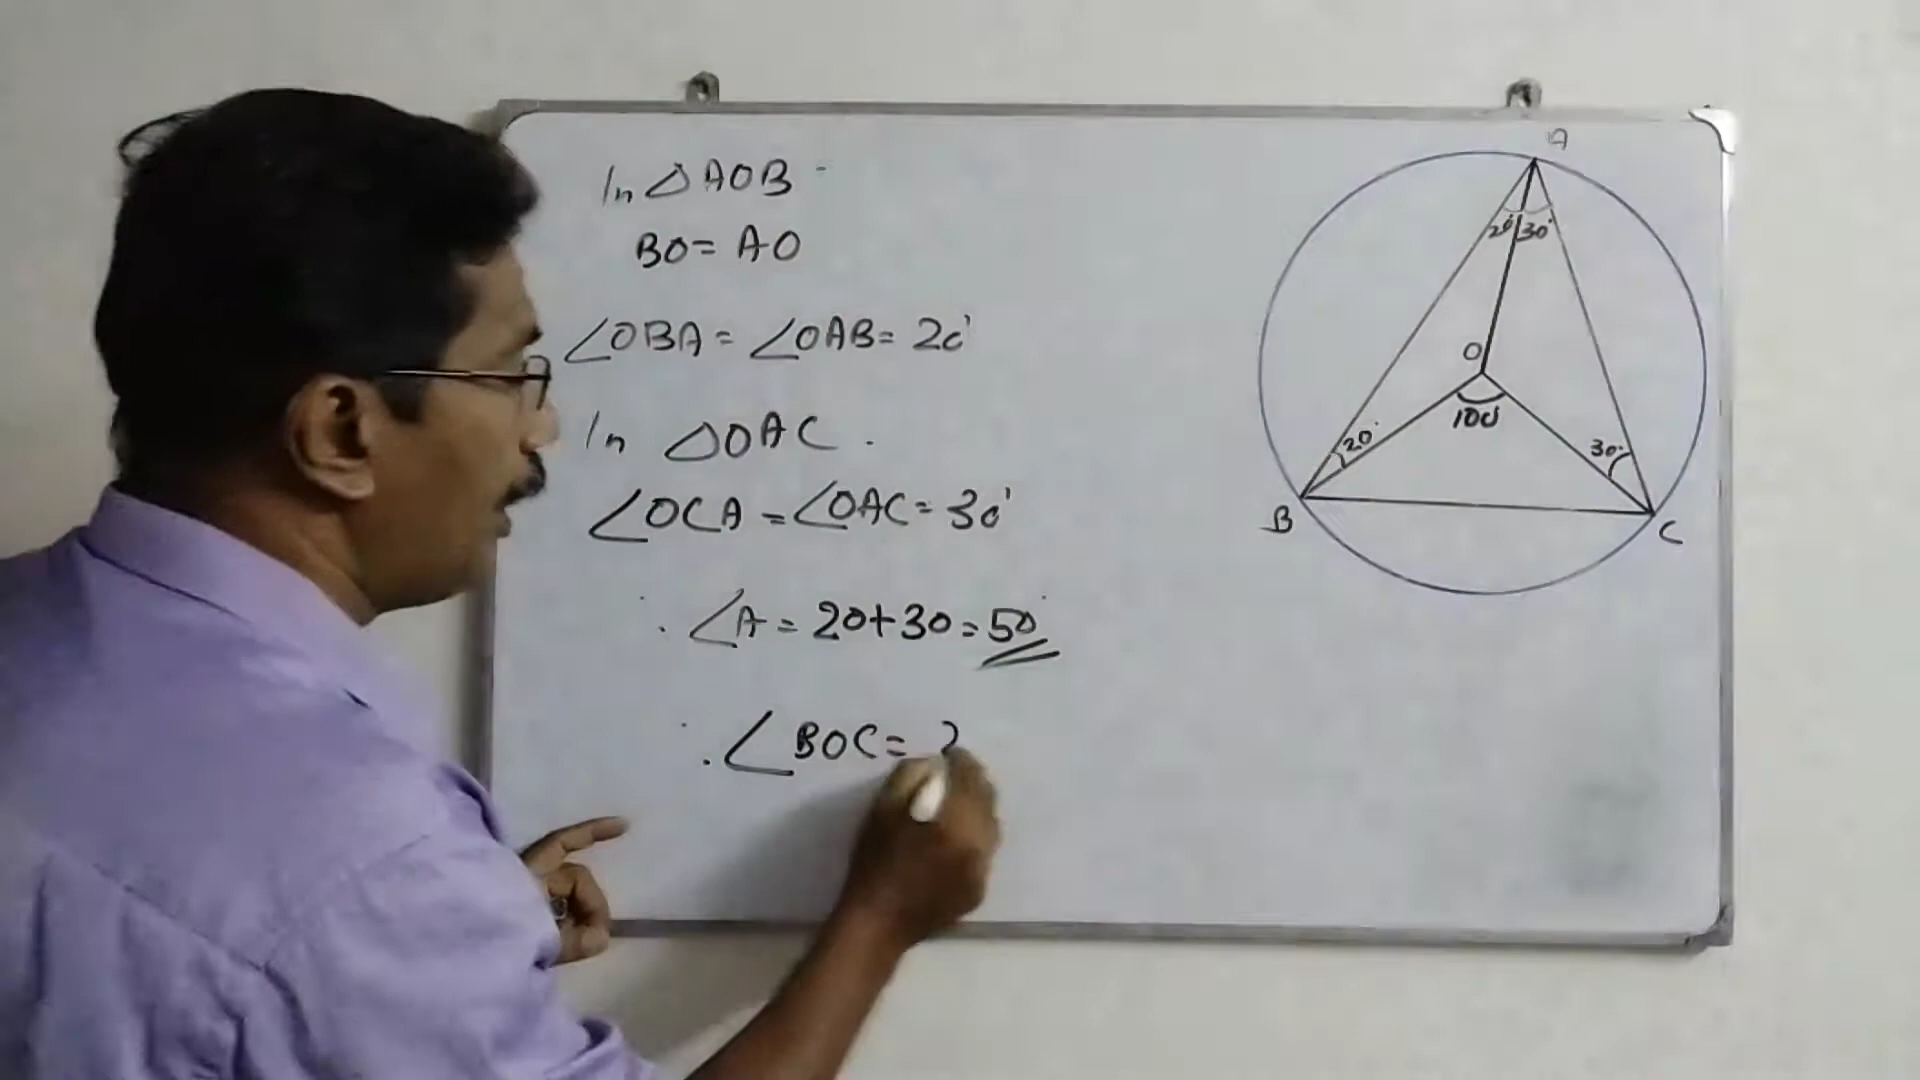 In △AOB
BO = AO
∠OBA = ∠OAB = 20°
In △OAC.
∠OCA = ∠OAC = 30°
∴ ∠A = 20+30 = 50°
∴ ∠BOC = 2
A
20° 30°
O
100°
20°
30°
B
C